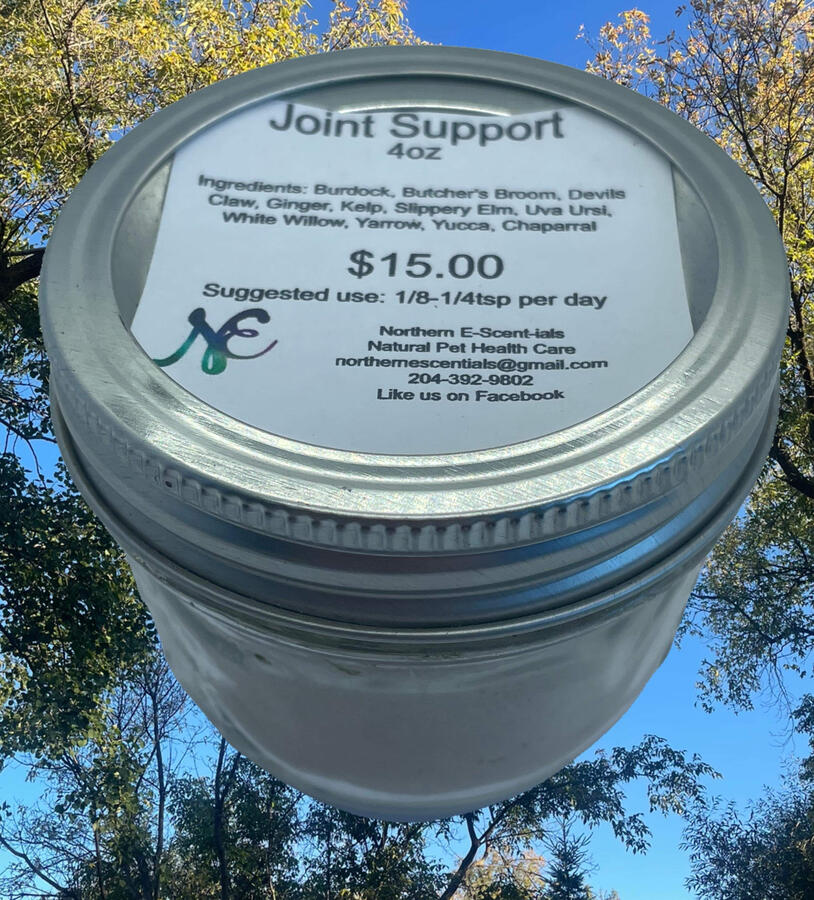 Joint Support
4oz
Ingredients: Burdock, Butcher's Broom, Devils
Claw, Ginger, Kelp, Slippery Elm, Uva Ursi,
White Willow, Yarrow, Yucca, Chaparral
$15.00
Suggested use: 1/8-1/4tsp per day
NE
Northern E-Scent-ials
Natural Pet Health Care
northernescentials@gmail.com
204-392-9802
Like us on Facebook